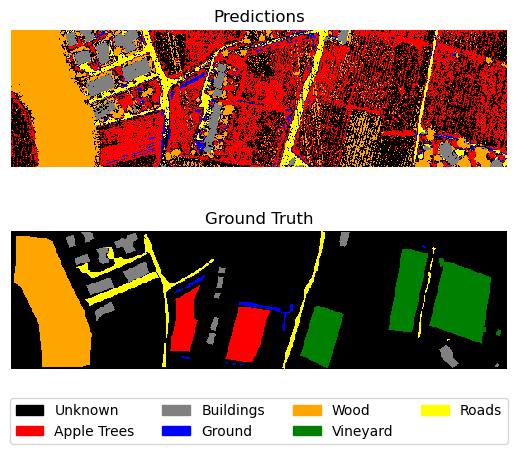 Predictions
Ground Truth
Unknown Buildings Wood Roads
Apple Trees Ground Vineyard